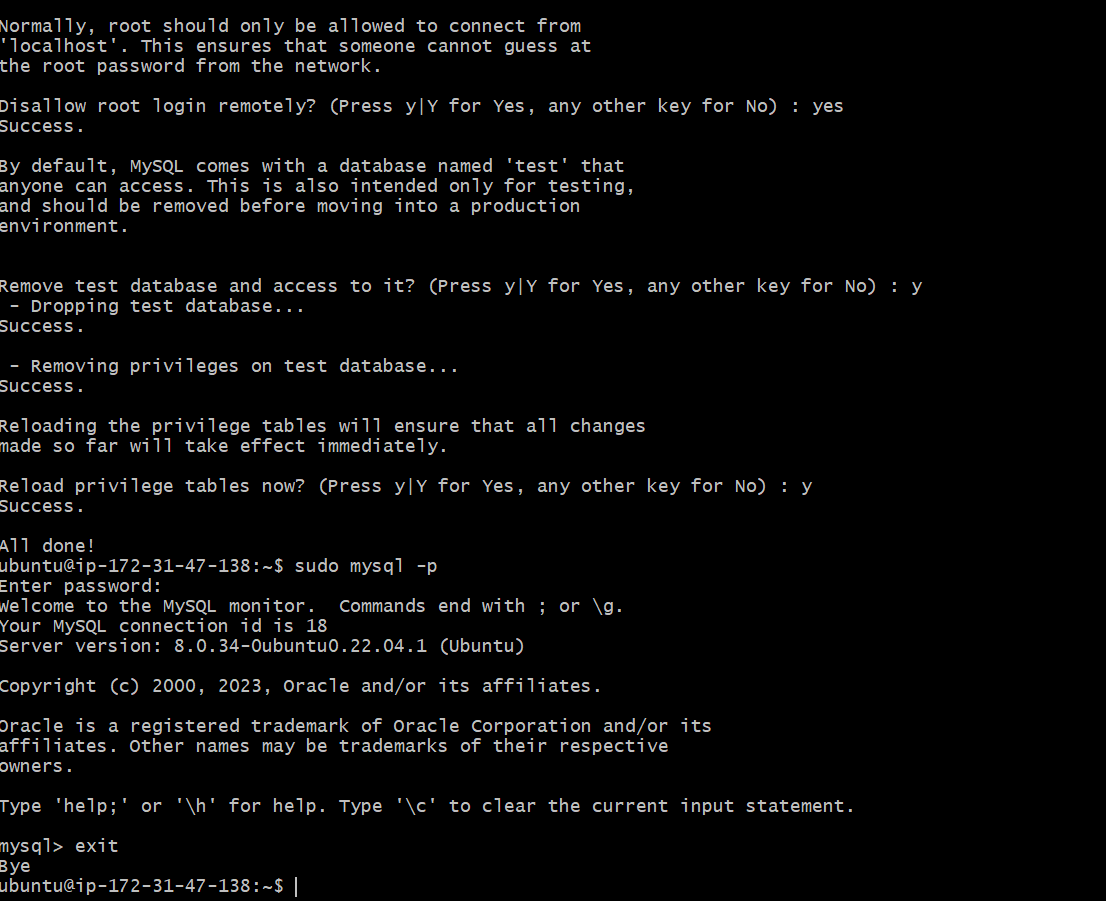 Normally, root should only be allowed to connect from
'localhost'. This ensures that someone cannot guess at
the root password from the network.
Disallow root login remotely? (Press y|Y for Yes, any other key for No) : yes
Success.
By default, MySQL comes with a database named 'test' that
anyone can access. This is also intended only for testing,
and should be removed before moving into a production
environment.
Remove test database and access to it? (Press y|Y for Yes, any other key for No) : y
 - Dropping test database...
Success.
 - Removing privileges on test database...
Success.
Reloading the privilege tables will ensure that all changes
made so far will take effect immediately.
Reload privilege tables now? (Press y|Y for Yes, any other key for No) : y
Success.
All done!
ubuntu@ip-172-31-47-138:~$ sudo mysql -p
Enter password:
Welcome to the MySQL monitor.  Commands end with ; or \g.
Your MySQL connection id is 18
Server version: 8.0.34-0ubuntu0.22.04.1 (Ubuntu)
Copyright (c) 2000, 2023, Oracle and/or its affiliates.
Oracle is a registered trademark of Oracle Corporation and/or its
affiliates. Other names may be trademarks of their respective
owners.
Type 'help;' or '\h' for help. Type '\c' to clear the current input statement.
mysql> exit
Bye
ubuntu@ip-172-31-47-138:~$